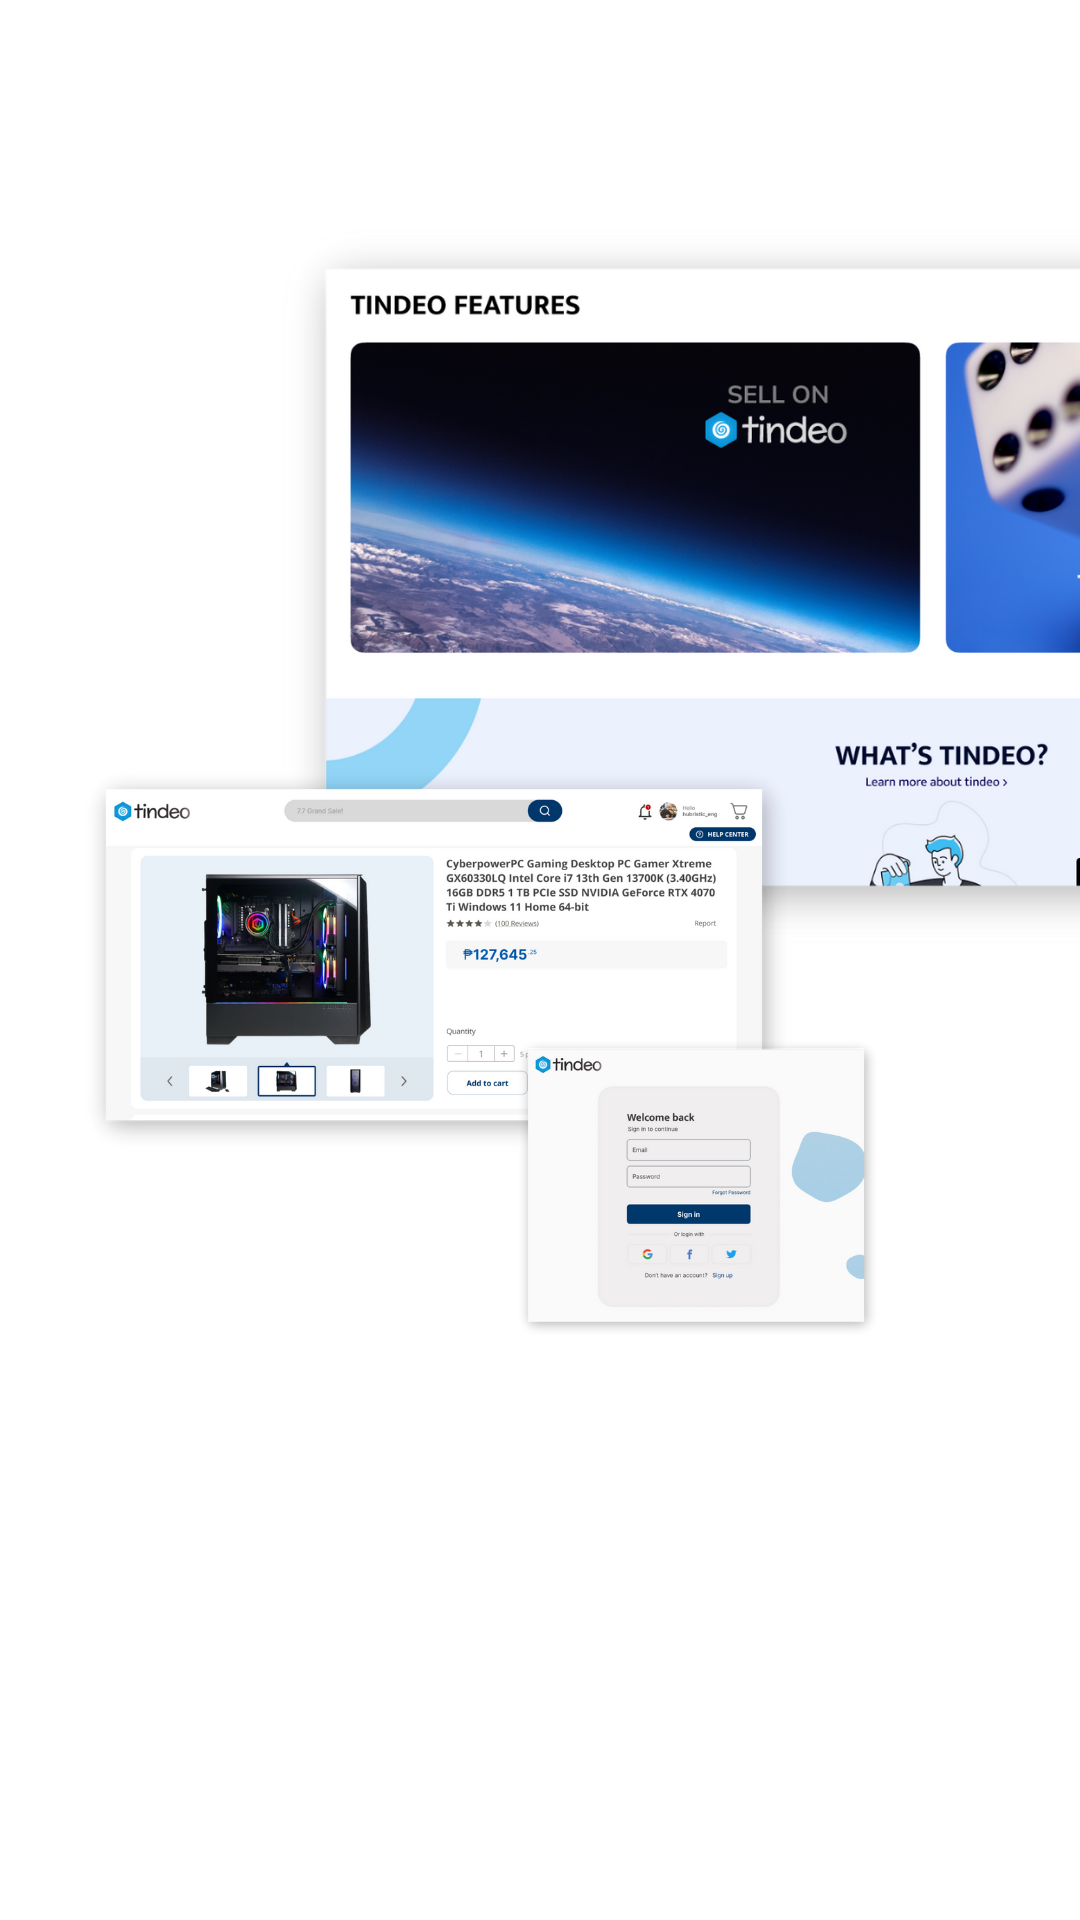 TINDEO FEATURES
SELL ON
tindeo
WHAT'S TINDEO?
Learn more about tindeo >
tindeo
7.7 Grand Sale!
Hello
hubristic_eng
HELP CENTER
CyberpowerPC Gaming Desktop PC Gamer Xtreme
GX60330LQ Intel Core i7 13th Gen 13700K (3.40GHz)
16GB DDR5 1 TB PCIe SSD NVIDIA GeForce RTX 4070
Ti Windows 11 Home 64-bit
(100 Reviews)
Report
₱127,645.25
Quantity
1
5 p
Add to cart
tindeo
Welcome back
Sign in to continue
Email
Password
Forgot Password
Sign in
Or login with
Don't have an account? Sign up